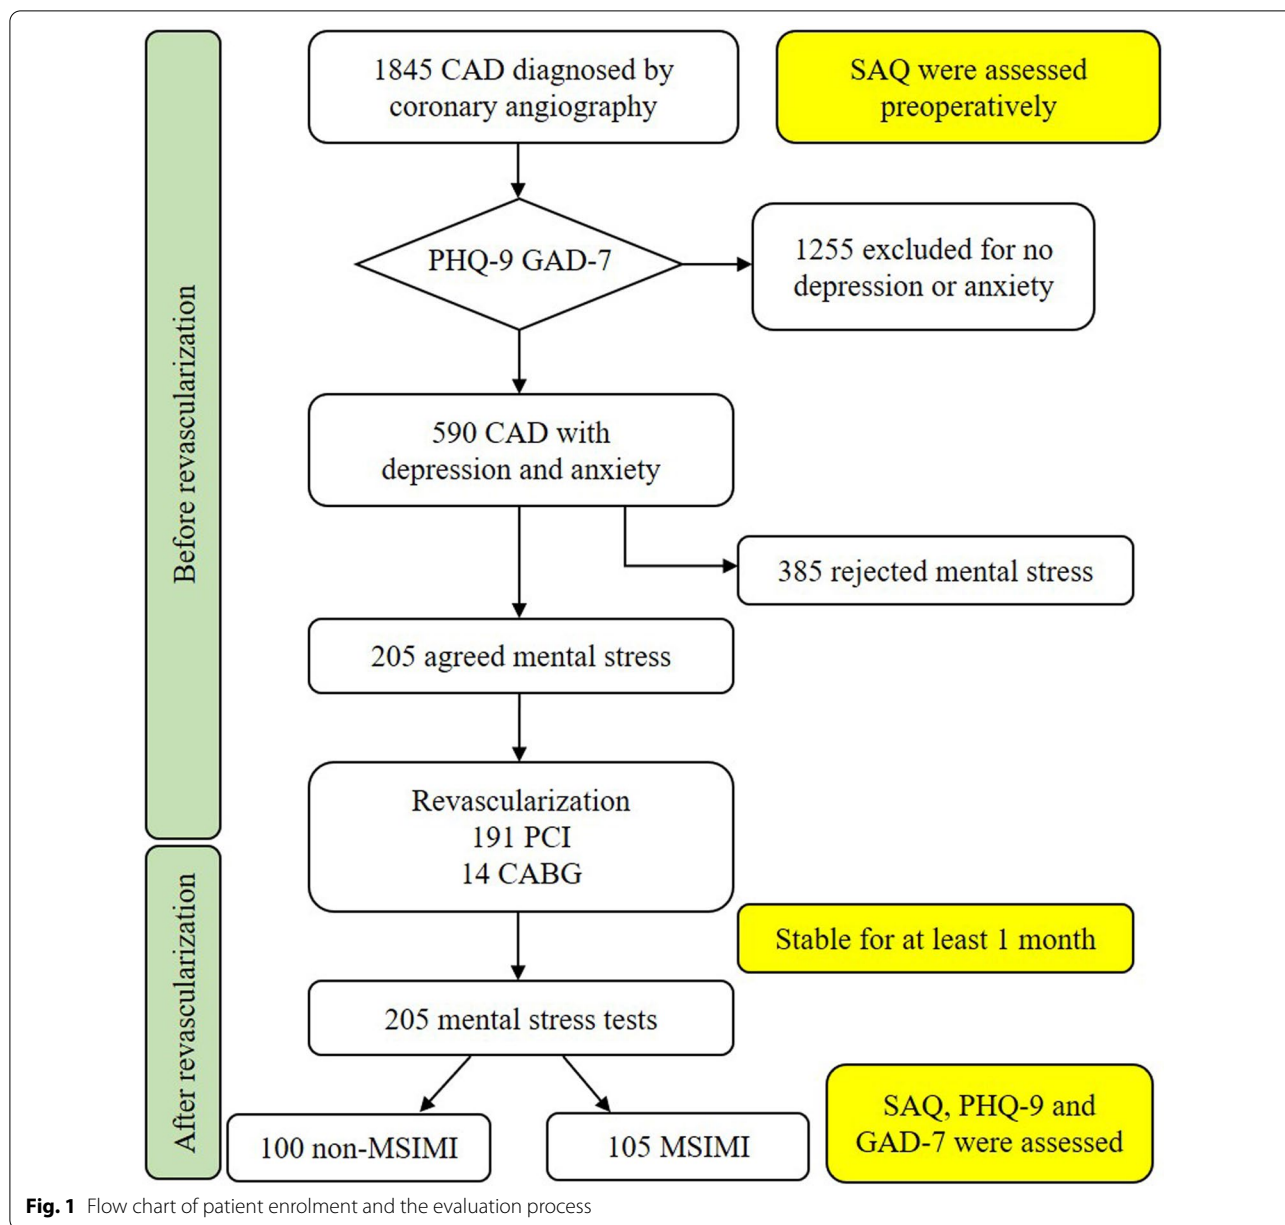 1845 CAD diagnosed by
coronary angiography
SAQ were assessed
preoperatively
Before revascularization
PHQ-9 GAD-7
1255 excluded for no
depression or anxiety
590 CAD with
depression and anxiety
385 rejected mental stress
205 agreed mental stress
Revascularization
191 PCI
14 CABG
After revascularization
Stable for at least 1 month
205 mental stress tests
100 non-MSIMI
105 MSIMI
SAQ, PHQ-9 and
GAD-7 were assessed
Fig. 1 Flow chart of patient enrolment and the evaluation process